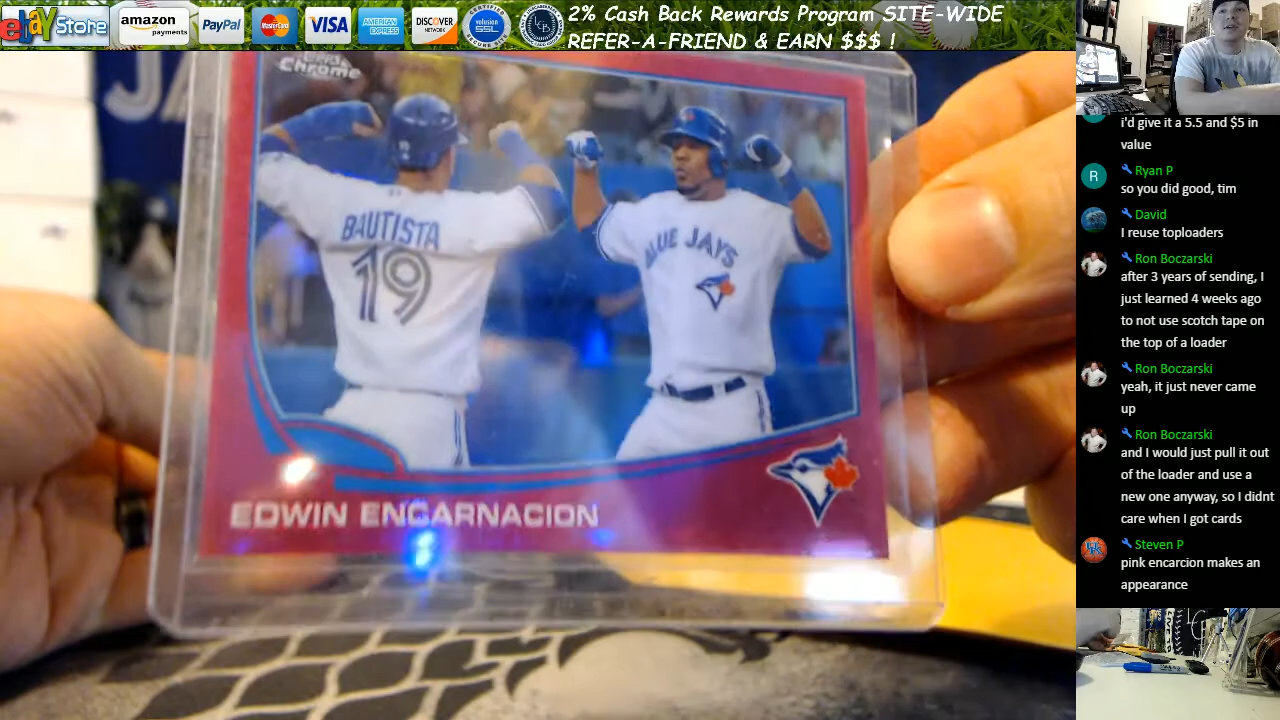 ebay Store
amazon payments
PayPal
MasterCard
VISA
AMERICAN EXPRESS
DISCOVER NETWORK
CERTIFIED
volusion SSL
SECURE SITE
2% Cash Back Rewards Program SITE-WIDE
REFER-A-FRIEND & EARN $$$ !
Chrome
BAUTISTA
19
BLUE JAYS
EDWIN ENCARNACION
i'd give it a 5.5 and $5 in
value
R
Ryan P
so you did good, tim
David
I reuse toploaders
Ron Boczarski
after 3 years of sending, I
just learned 4 weeks ago
to not use scotch tape on
the top of a loader
Ron Boczarski
yeah, it just never came
up
Ron Boczarski
and I would just pull it out
of the loader and use a
new one anyway, so I didnt
care when I got cards
Steven P
pink encarcion makes an
appearance